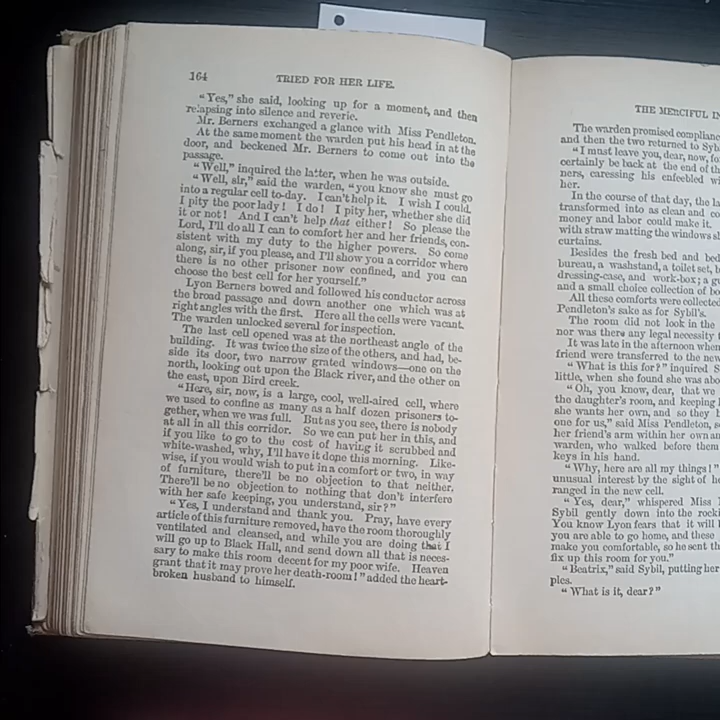 164 TRIED FOR HER LIFE.
“Yes,” she said, looking up for a moment, and then
relapsing into silence and reverie.
Mr. Berners exchanged a glance with Miss Pendleton.
At the same moment the warden put his head in at the
door, and beckoned Mr. Berners to come out into the
passage.
“Well,” inquired the latter, when he was outside.
“Well, sir,” said the warden, “you know she must go
into a regular cell to-day. I can't help it. I wish I could.
I pity the poor lady! I do! I pity her, whether she did
it or not! And I can't help that either! So please the
Lord, I'll do all I can to comfort her and her friends, con-
sistent with my duty to the higher powers. So come
along, sir, if you please, and I'll show you a corridor where
there is no other prisoner now confined, and you can
choose the best cell for her yourself.”
Lyon Berners bowed and followed his conductor across
the broad passage and down another one which was at
right angles with the first. Here all the cells were vacant.
The warden unlocked several for inspection.
The last cell opened was at the northeast angle of the
building. It was twice the size of the others, and had, be-
side its door, two narrow grated windows—one on the
north, looking out upon the Black river, and the other on
the east, upon Bird creek.
“Here, sir, now, is a large, cool, well-aired cell, where
we used to confine as many as a half dozen prisoners to-
gether, when we was full. But as you see, there is nobody
at all in all this corridor. So we can put her in this, and
if you like to go to the cost of having it scrubbed and
white-washed, why, I'll have it done this morning. Like-
wise, if you would wish to put in a comfort or two, in way
of furniture, there'll be no objection to that neither.
There'll be no objection to nothing that don't interfere
with her safe keeping, you understand, sir?”
“Yes, I understand and thank you. Pray, have every
article of this furniture removed, have the room thoroughly
ventilated and cleansed, and while you are doing that I
will go up to Black Hall, and send down all that is neces-
sary to make this room decent for my poor wife. Heaven
grant that it may prove her death-room!” added the heart-
broken husband to himself.
THE MERCIFUL
The warden promised
and then the two returned to
“I must leave you, dear, now,
certainly be back at the end of
ners, caressing his enfeebled
her.
In the course of that day, the
transformed into as clean and
money and labor could make it.
with straw matting the windows
curtains.
Besides the fresh bed and
bureau, a washstand, a toilet set,
dressing-case, and work-box; a
and a small choice collection of
All these comforts were collected
Pendleton's sake as for Sybil's.
The room did not look in the
nor was there any legal necessity
It was late in the afternoon when
friend were transferred to the
“What is this for?” inquired
little, when she found she was
“Oh, you know, dear, that we
the daughter's room, and keeping
she wants her own, and so they
one for us,” said Miss Pendleton,
her friend's arm within her own
warden, who walked before them
keys in his hand.
“Why, here are all my things!”
unusual interest by the sight of
ranged in the new cell.
“Yes, dear,” whispered Miss
Sybil gently down into the
You know Lyon fears that it will
you are able to go home, and these
make you comfortable, so he sent
fix up this room for you.”
“Beatrix,” said Sybil, putting her
ples.
“What is it, dear?”